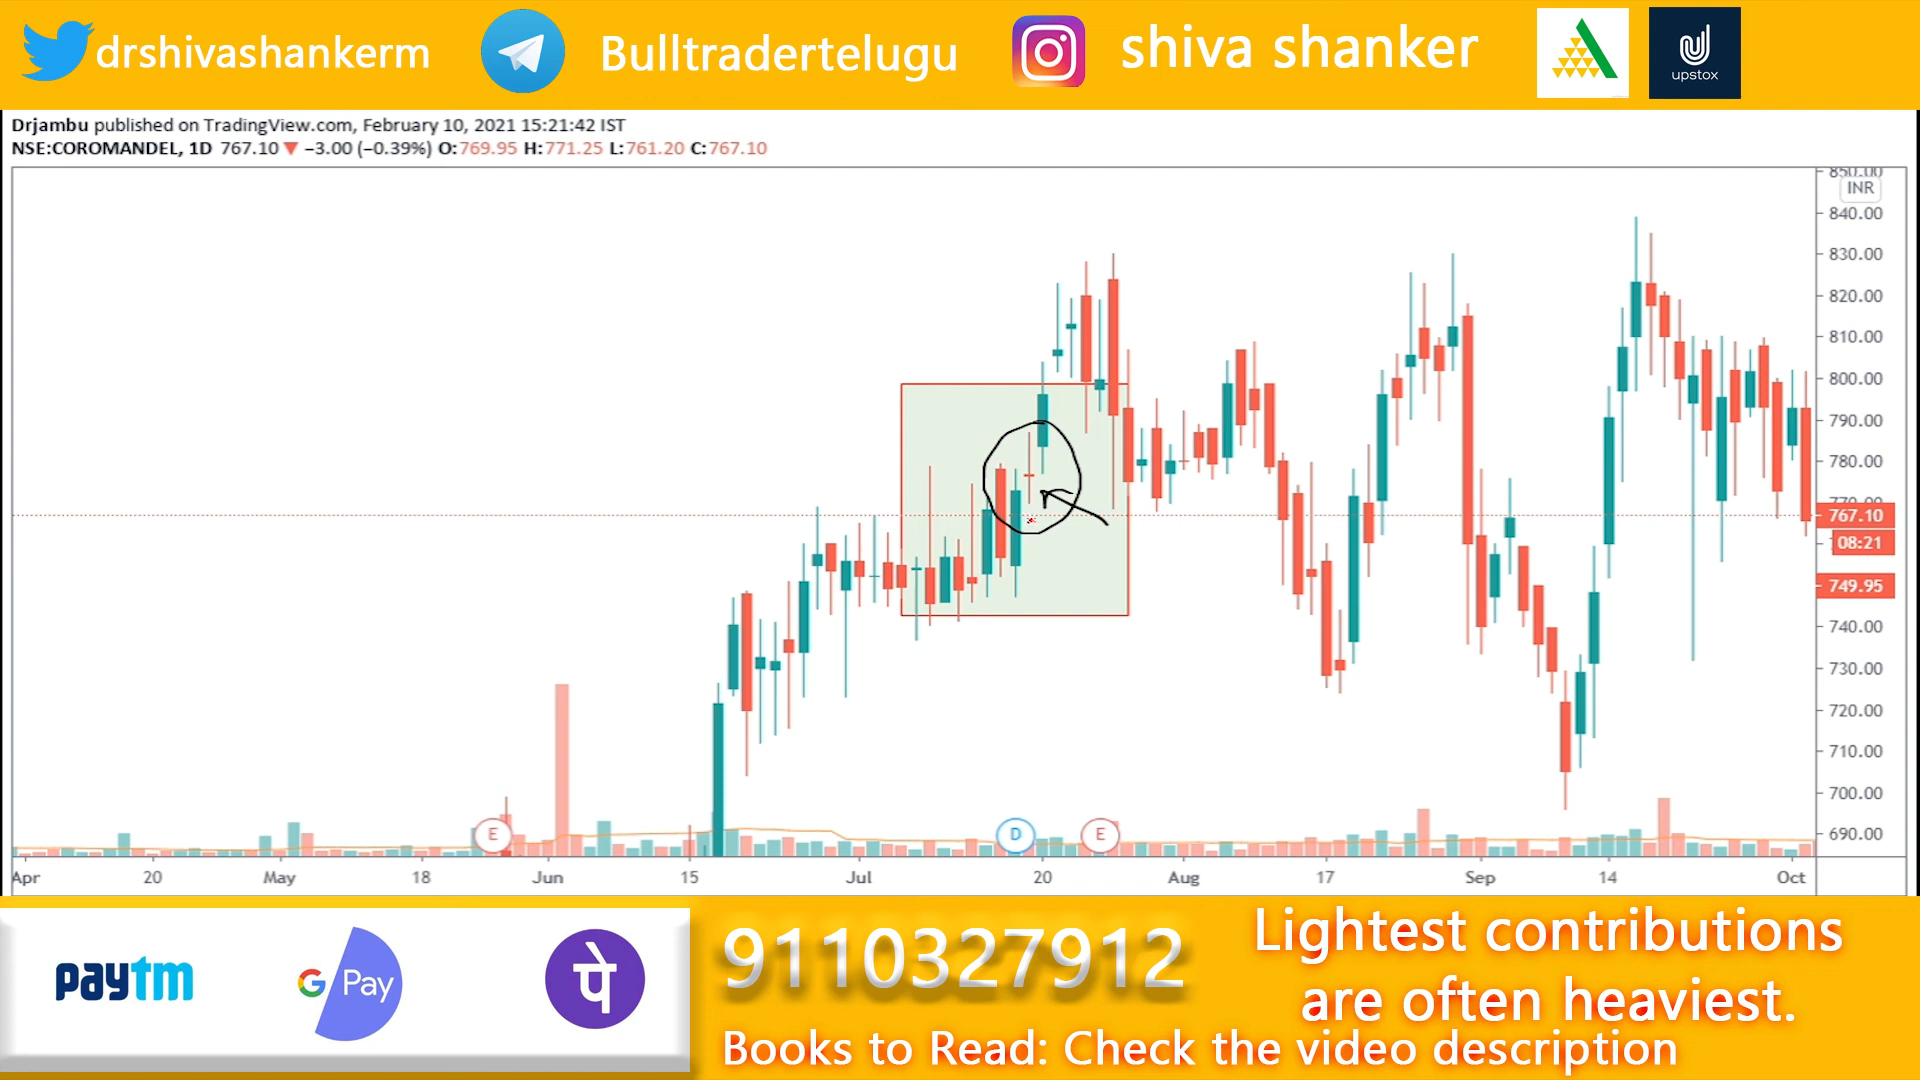 drshivashankerm
Bulltradertelugu
shiva shanker
upstox
Drjambu published on TradingView.com, February 10, 2021 15:21:42 IST
NSE:COROMANDEL, 1D 767.10 ▼ −3.00 (−0.39%) O:769.95 H:771.25 L:761.20 C:767.10
850.00
INR
840.00
830.00
820.00
810.00
800.00
790.00
780.00
770.00
767.10
08:21
749.95
740.00
730.00
720.00
710.00
700.00
690.00
E
D
E
Apr 20 May 18 Jun 15 Jul 20 Aug 17 Sep 14 Oct
paytm
G Pay
पे
9110327912
Lightest contributions
are often heaviest.
Books to Read: Check the video description